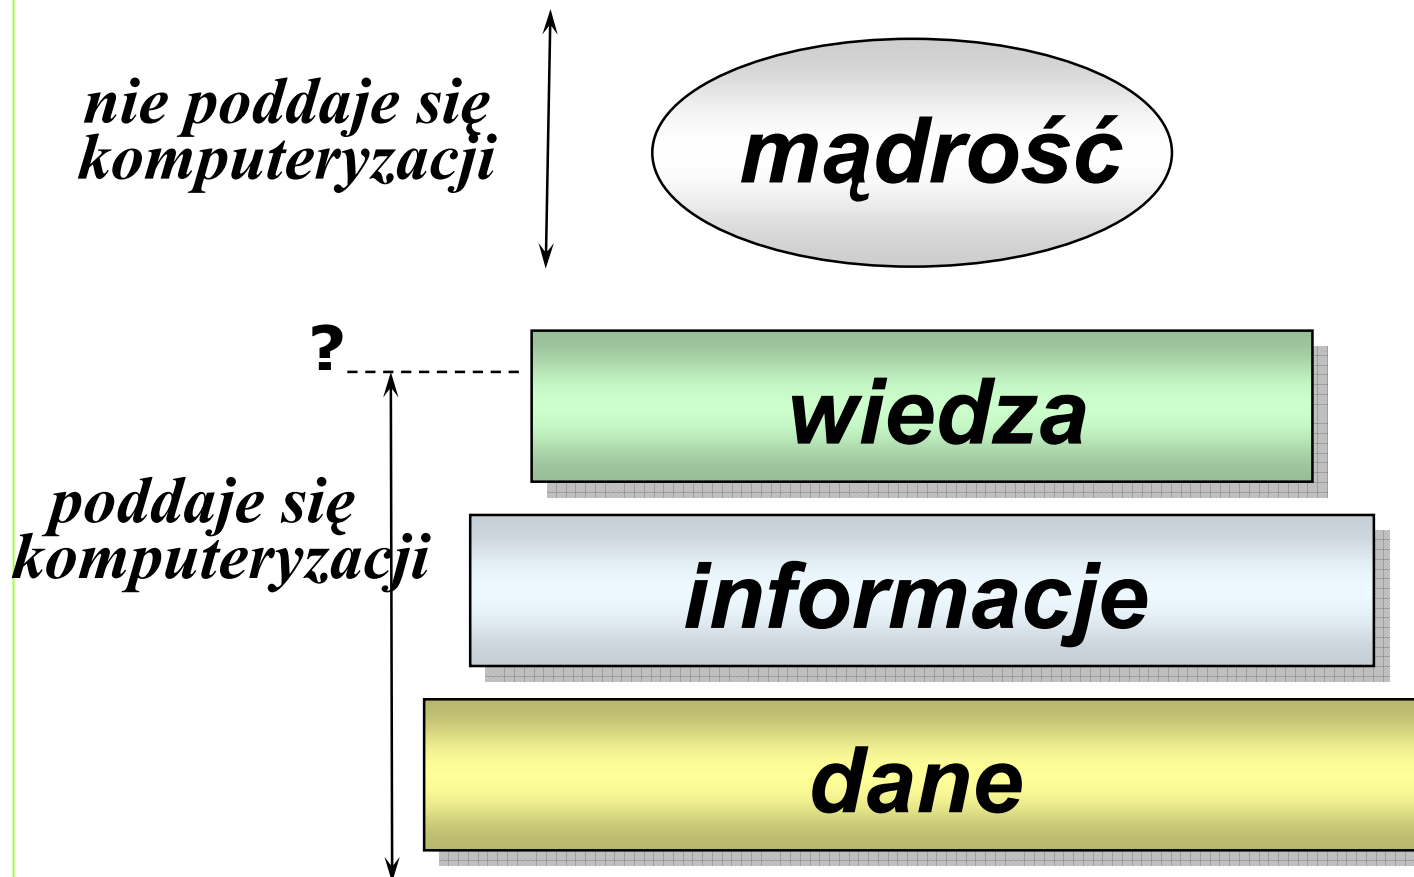 nie poddaje się
komputeryzacji
mądrość
?
wiedza
poddaje się
komputeryzacji
informacje
dane